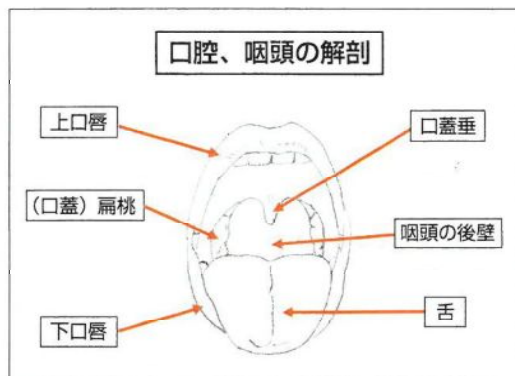 口腔、咽頭の解剖
上口唇
口蓋垂
(口蓋)扁桃
咽頭の後壁
下口唇
舌